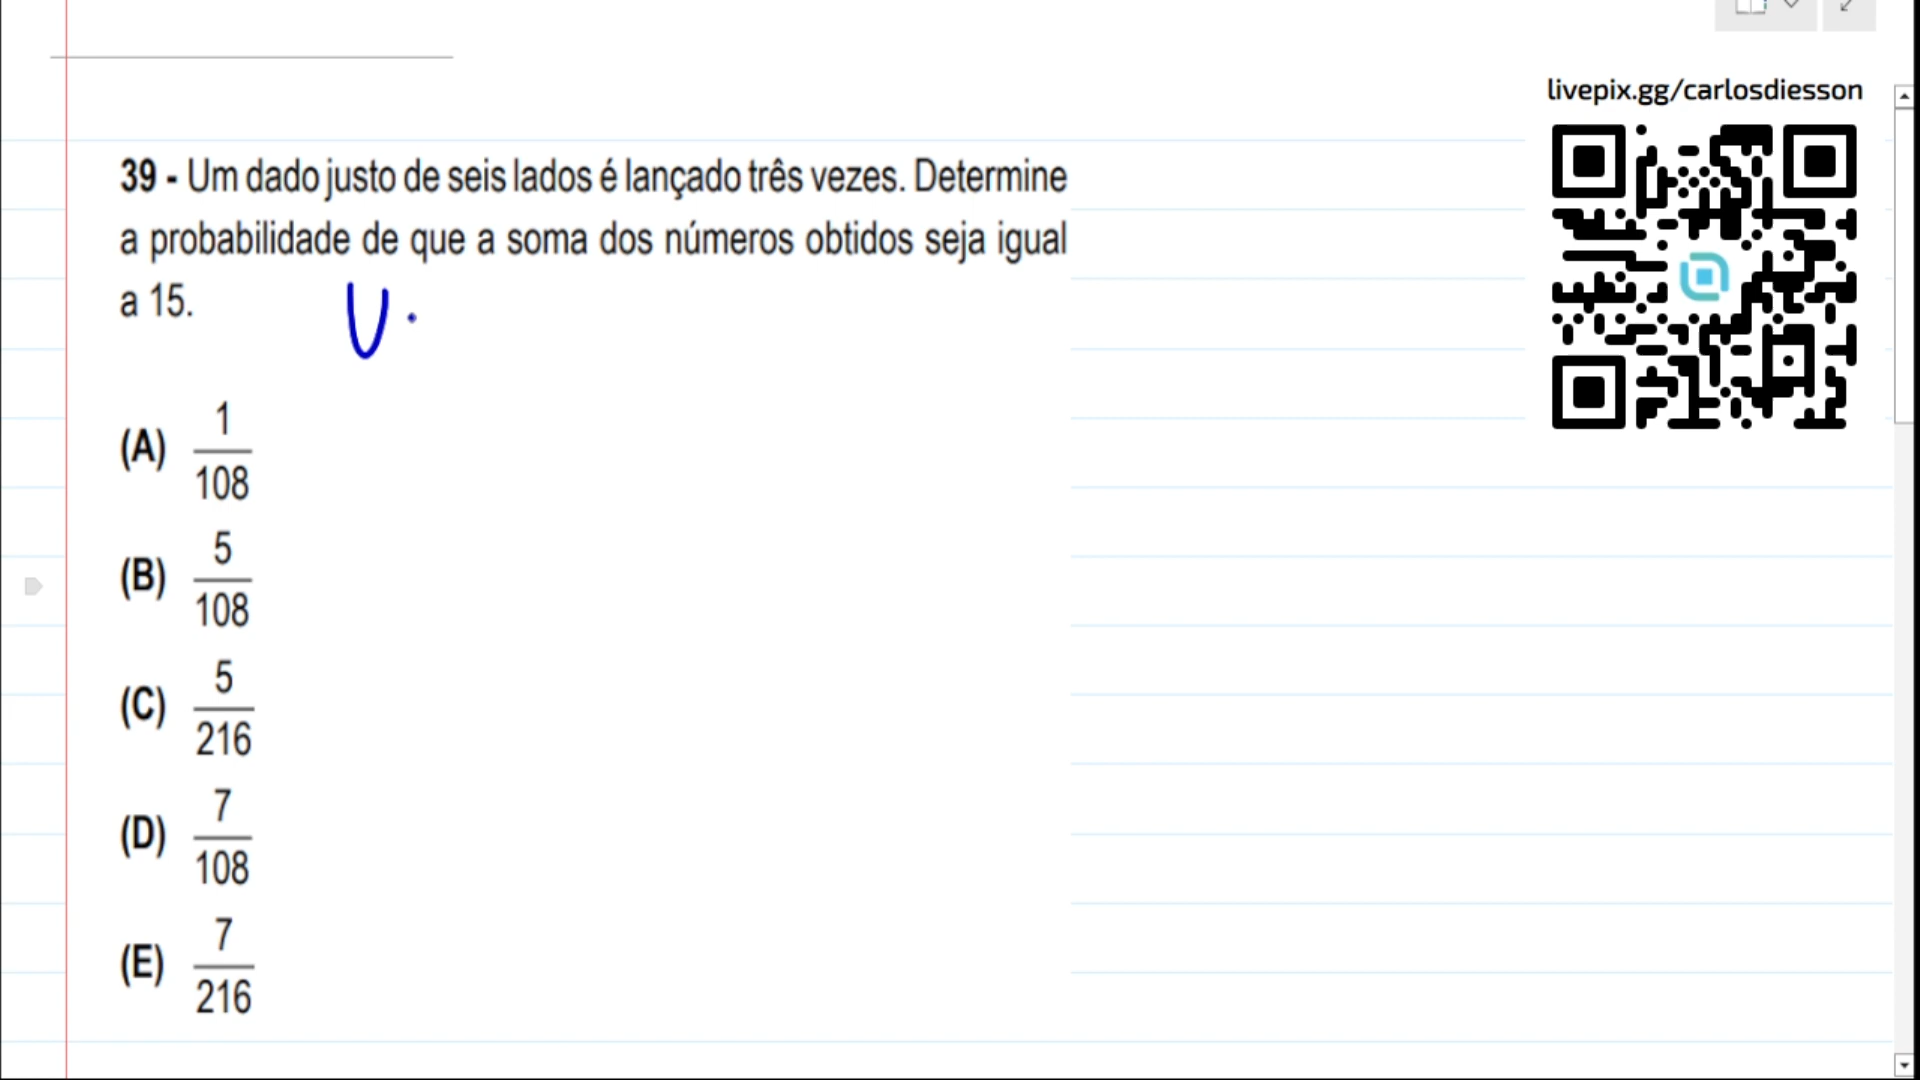 livepix.gg/carlosdiesson
39 - Um dado justo de seis lados é lançado três vezes. Determine
a probabilidade de que a soma dos números obtidos seja igual
a 15.
U .
(A) 1/108
(B) 5/108
(C) 5/216
(D) 7/108
(E) 7/216